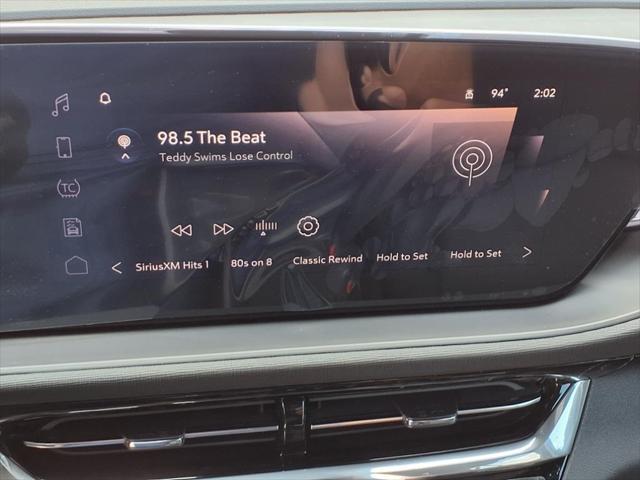 94° 2:02
98.5 The Beat
Teddy Swims Lose Control
TC
SiriusXM Hits 1 80s on 8 Classic Rewind Hold to Set Hold to Set